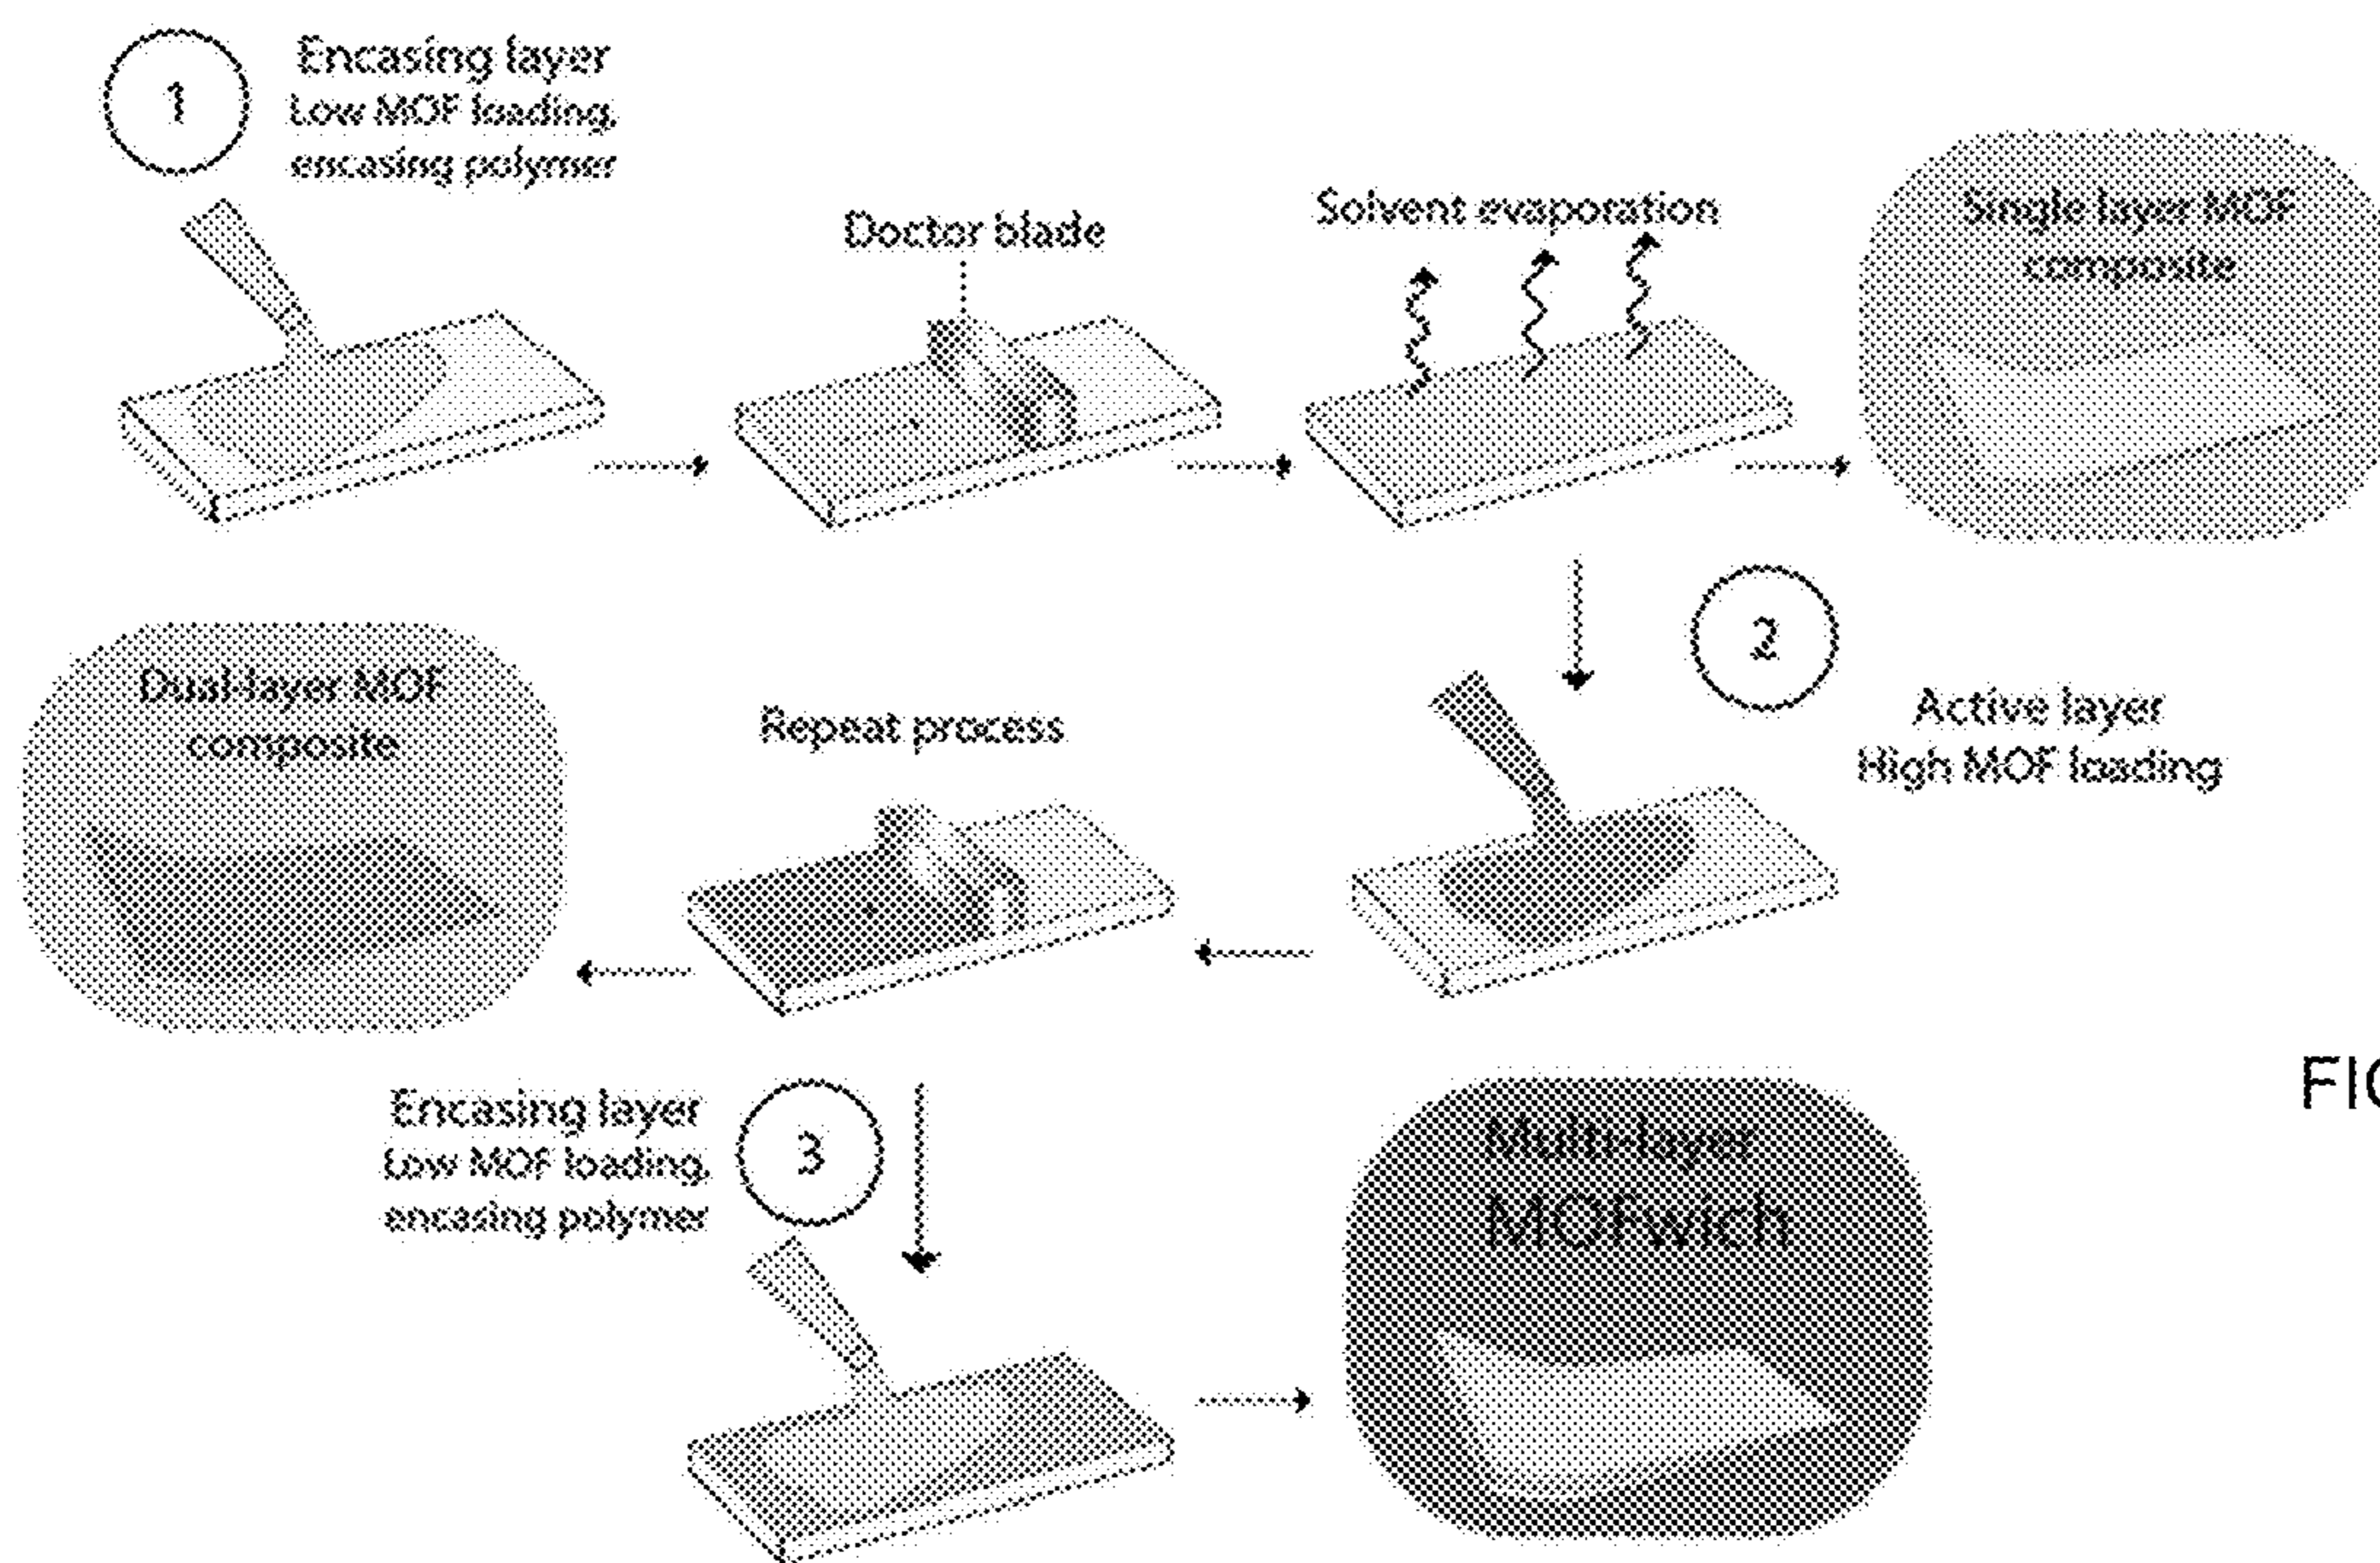 1
Encasing layer
Low MOF loading,
encasing polymer
Doctor blade
Solvent evaporation
Single layer MOF
composite
2
Active layer
High MOF loading
Repeat process
Dual-layer MOF
composite
FIG
3
Encasing layer
Low MOF loading,
encasing polymer
Multi-layer
MOFwich